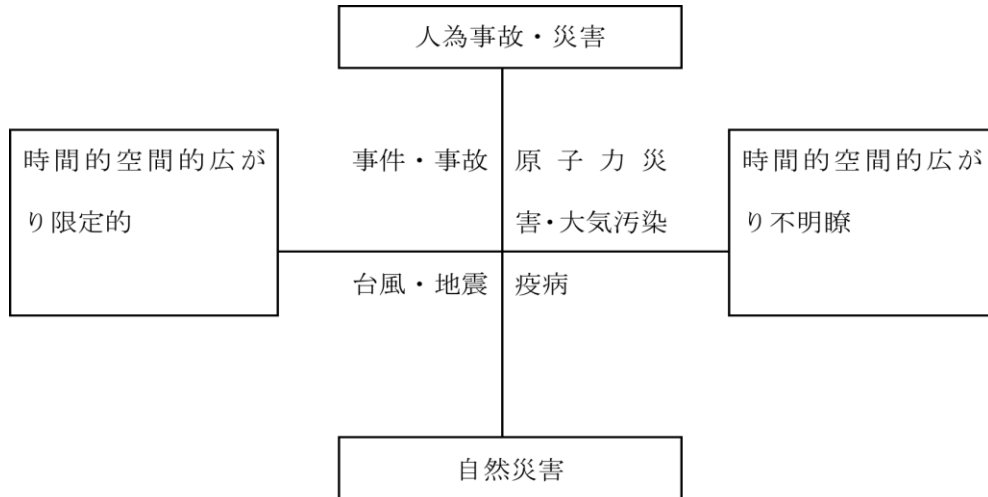 人為事故・災害
時間的空間的広が
り限定的
事件・事故
原子力災
害・大気汚染
時間的空間的広が
り不明瞭
台風・地震
疫病
自然災害